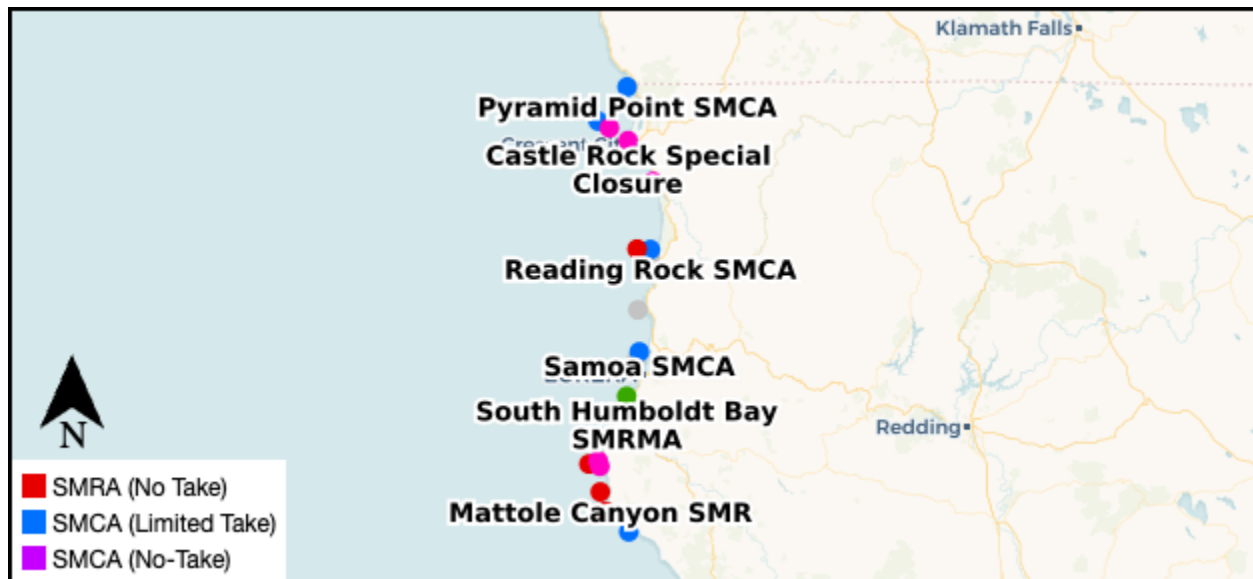 Klamath Falls
Pyramid Point SMCA
Castle Rock Special
Closure
Reading Rock SMCA
Samoa SMCA
South Humboldt Bay
SMRMA
Redding
Mattole Canyon SMR
N
SMRA (No Take)
SMCA (Limited Take)
SMCA (No-Take)